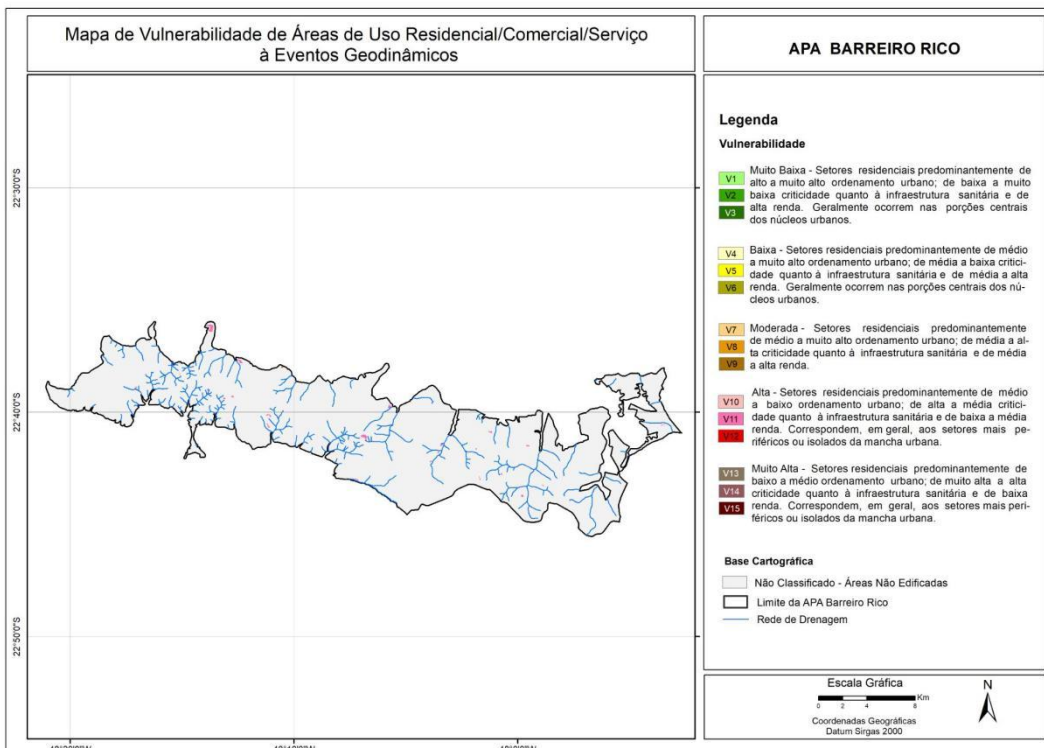 Mapa de Vulnerabilidade de Áreas de Uso Residencial/Comercial/Serviço
à Eventos Geodinâmicos
APA BARREIRO RICO
22°30'0"S
22°40'0"S
22°50'0"S
Legenda
Vulnerabilidade
V1
V2
V3
Muito Baixa - Setores residenciais predominantemente de
alto a muito alto ordenamento urbano; de baixa a muito
baixa criticidade quanto à infraestrutura sanitária e de
alta renda. Geralmente ocorrem nas porções centrais
dos núcleos urbanos.
V4
V5
V6
Baixa - Setores residenciais predominantemente de médio
a muito alto ordenamento urbano; de média a baixa critici-
dade quanto à infraestrutura sanitária e de média a alta
renda. Geralmente ocorrem nas porções centrais dos nú-
cleos urbanos.
V7
V8
V9
Moderada - Setores residenciais predominantemente
de médio a muito alto ordenamento urbano; de média a al-
ta criticidade quanto à infraestrutura sanitária e de média
a alta renda.
V10
V11
V12
Alta - Setores residenciais predominantemente de médio
a baixo ordenamento urbano; de alta a média critici-
dade quanto à infraestrutura sanitária e de baixa a média
renda. Correspondem, em geral, aos setores mais pe-
riféricos ou isolados da mancha urbana.
V13
V14
V15
Muito Alta - Setores residenciais predominantemente de
baixo a médio ordenamento urbano; de muito alta a alta
criticidade quanto à infraestrutura sanitária e de baixa
renda. Correspondem, em geral, aos setores mais peri-
féricos ou isolados da mancha urbana.
Base Cartográfica
Não Classificado - Áreas Não Edificadas
Limite da APA Barreiro Rico
Rede de Drenagem
Escala Gráfica
Km
0 2 4 8
Coordenadas Geográficas
Datum Sirgas 2000
N